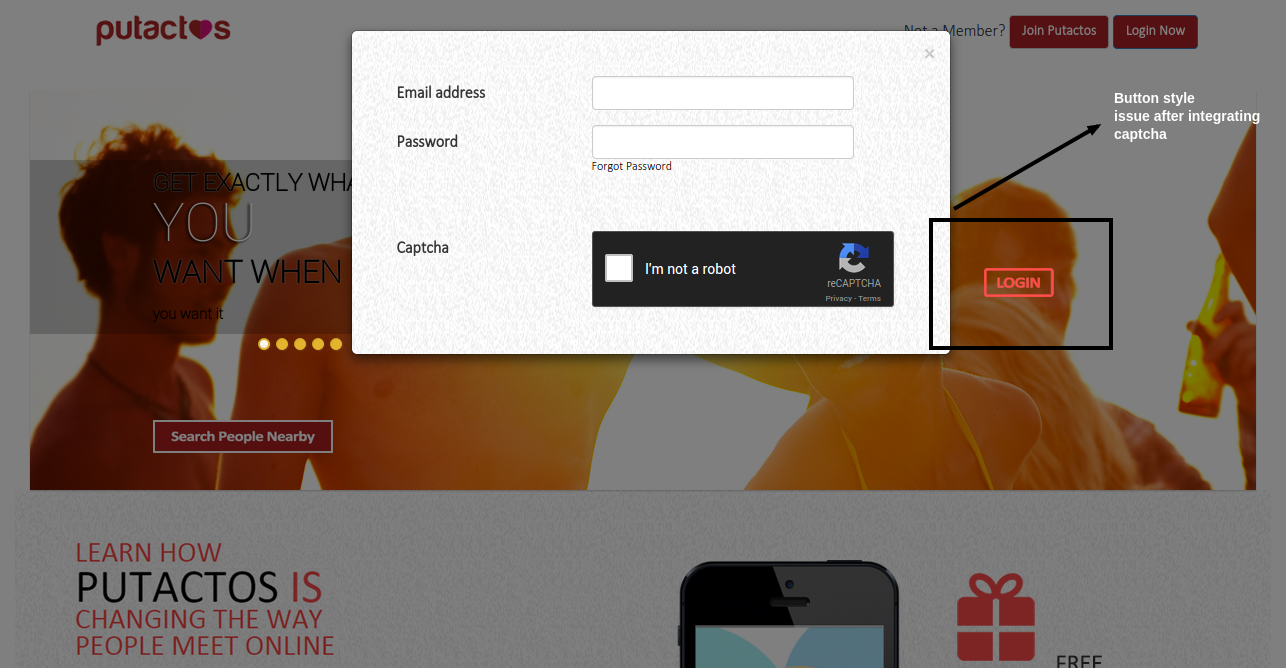 putactos
Not a Member? Join Putactos Login Now
×
Email address
Password
Forgot Password
Captcha
I'm not a robot
reCAPTCHA
Privacy - Terms
LOGIN
Button style
issue after integrating
captcha
GET EXACTLY WHA
YOU
WANT WHEN
you want it
Search People Nearby
LEARN HOW
PUTACTOS IS
CHANGING THE WAY
PEOPLE MEET ONLINE
FREE